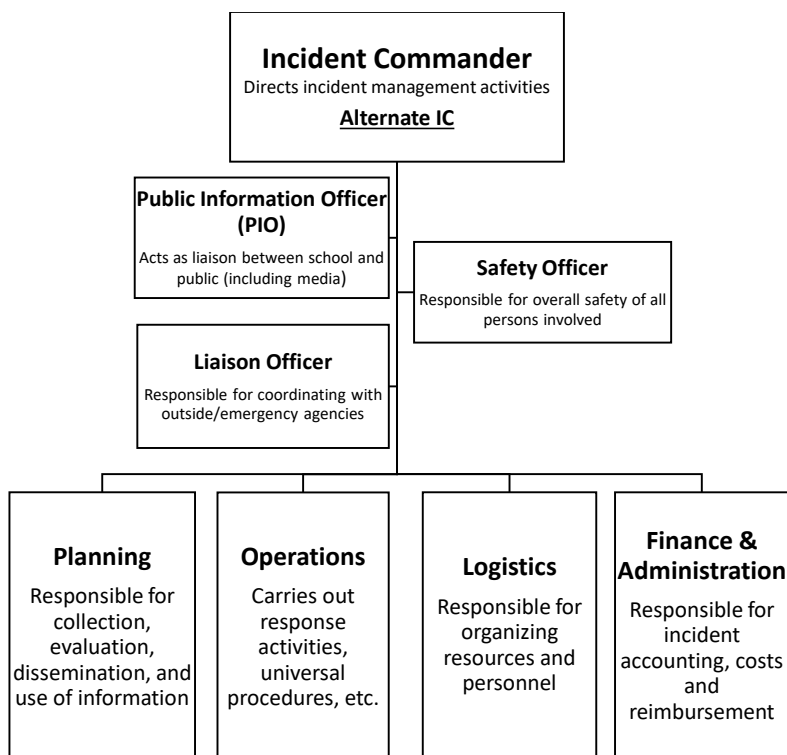 Incident Commander
Directs incident management activities
Alternate IC
Public Information Officer
(PIO)
Acts as liaison between school and
public (including media)
Safety Officer
Responsible for overall safety of all
persons involved
Liaison Officer
Responsible for coordinating with
outside/emergency agencies
Planning
Responsible for
collection,
evaluation,
dissemination, and
use of information
Operations
Carries out
response
activities,
universal
procedures, etc.
Logistics
Responsible for
organizing
resources and
personnel
Finance &
Administration
Responsible for
incident
accounting, costs
and
reimbursement